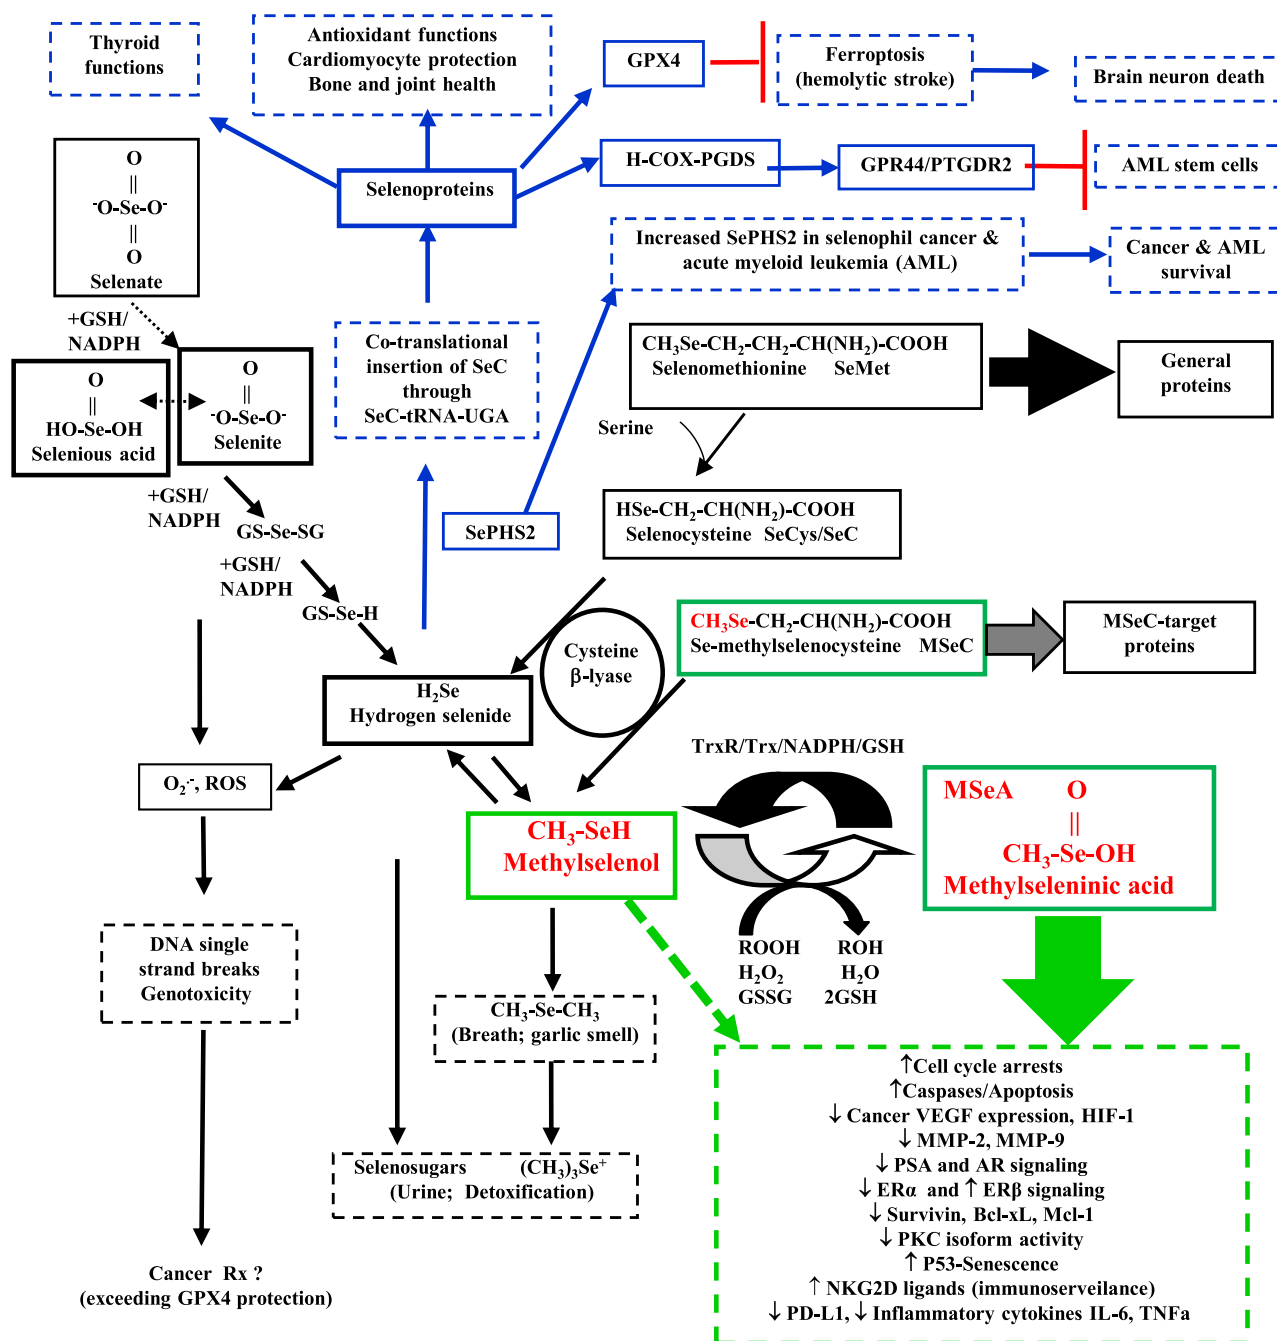 Thyroid
functions
Antioxidant functions
Cardiomyocyte protection
Bone and joint health
GPX4
Ferroptosis
(hemolytic stroke)
Brain neuron death
Selenoproteins
H-COX-PGDS
GPR44/PTGDR2
AML stem cells
Increased SePHS2 in selenophil cancer &
acute myeloid leukemia (AML)
Cancer & AML
survival
O
||
⁻O-Se-O⁻
||
O
Selenate
+GSH/
NADPH
O
||
HO-Se-OH
Selenious acid
O
||
⁻O-Se-O⁻
Selenite
Co-translational
insertion of SeC
through
SeC-tRNA-UGA
CH₃Se-CH₂-CH₂-CH(NH₂)-COOH
Selenomethionine SeMet
General
proteins
Serine
+GSH/
NADPH
GS-Se-SG
SePHS2
HSe-CH₂-CH(NH₂)-COOH
Selenocysteine SeCys/SeC
+GSH/
NADPH
GS-Se-H
Cysteine
β-lyase
CH₃Se-CH₂-CH(NH₂)-COOH
Se-methylselenocysteine MSeC
MSeC-target
proteins
H₂Se
Hydrogen selenide
TrxR/Trx/NADPH/GSH
O₂·⁻, ROS
CH₃-SeH
Methylselenol
MSeA O
||
CH₃-Se-OH
Methylseleninic acid
ROOH ROH
H₂O₂ H₂O
GSSG 2GSH
DNA single
strand breaks
Genotoxicity
CH₃-Se-CH₃
(Breath; garlic smell)
Selenosugars (CH₃)₃Se⁺
(Urine; Detoxification)
Cancer Rx ?
(exceeding GPX4 protection)
↑Cell cycle arrests
↑Caspases/Apoptosis
↓Cancer VEGF expression, HIF-1
↓ MMP-2, MMP-9
↓PSA and AR signaling
↓ERα and ↑ERβ signaling
↓Survivin, Bcl-xL, Mcl-1
↓PKC isoform activity
↑P53-Senescence
↑NKG2D ligands (immunoserveilance)
↓PD-L1, ↓Inflammatory cytokines IL-6, TNFa